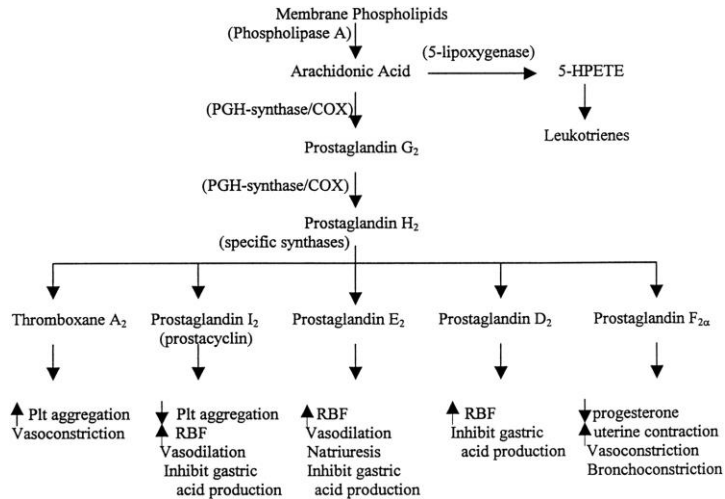 Membrane Phospholipids
(Phospholipase A)
(5-lipoxygenase)
Arachidonic Acid
5-HPETE
(PGH-synthase/COX)
Leukotrienes
Prostaglandin G₂
(PGH-synthase/COX)
Prostaglandin H₂
(specific synthases)
Thromboxane A₂
Prostaglandin I₂
(prostacyclin)
Prostaglandin E₂
Prostaglandin D₂
Prostaglandin F₂α
Plt aggregation
Vasoconstriction
Plt aggregation
RBF
Vasodilation
Inhibit gastric
acid production
RBF
Vasodilation
Natriuresis
Inhibit gastric
acid production
RBF
Inhibit gastric
acid production
progesterone
uterine contraction
Vasoconstriction
Bronchoconstriction